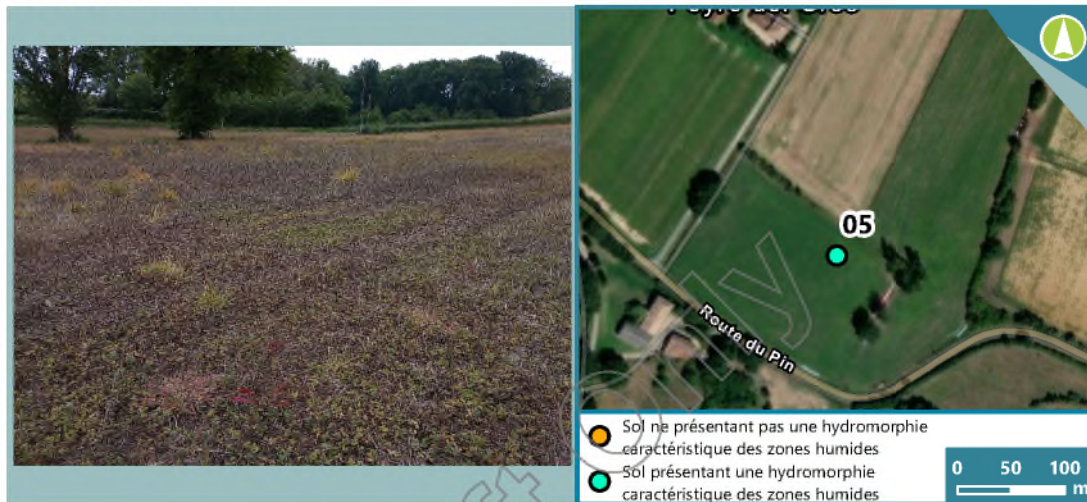 05
Route du Pin
Sol ne présentant pas une hydromorphie
caractéristique des zones humides
Sol présentant une hydromorphie
caractéristique des zones humides
0 50 100
m